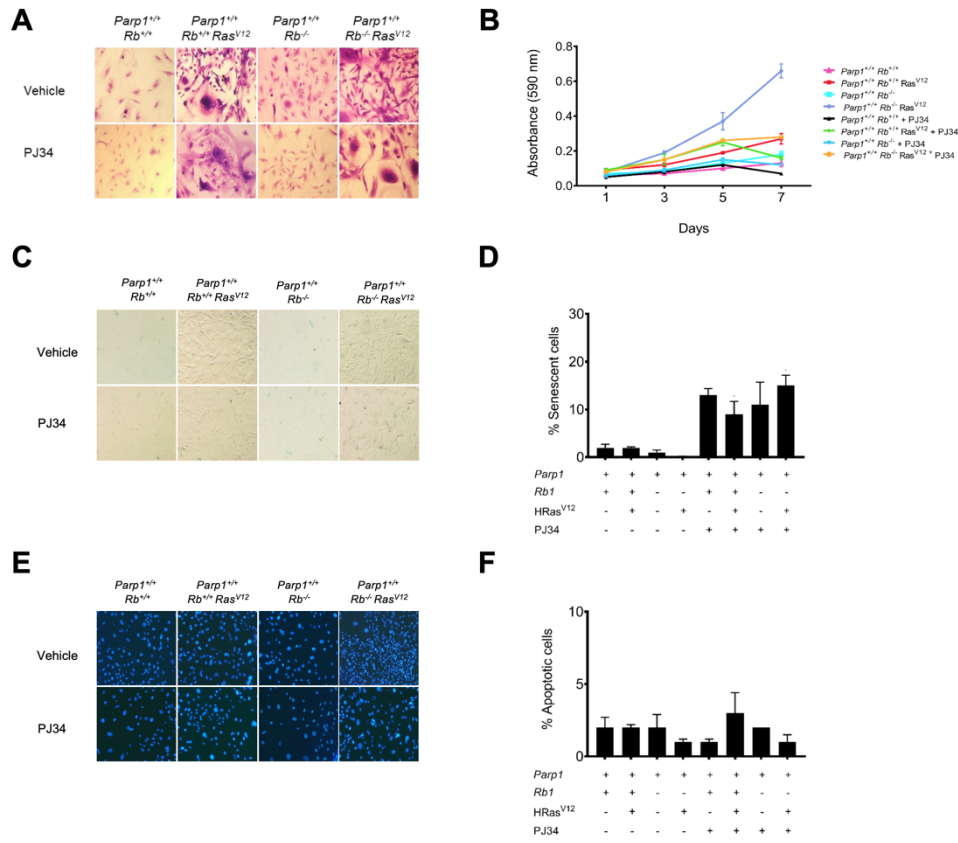 A
Parp1+/+ Parp1+/+ Parp1+/+ Parp1+/+
Rb+/+ Rb+/+ RasV12 Rb-/- Rb-/- RasV12
Vehicle
PJ34
B
Absorbance (590 nm)
0.8
0.6
0.4
0.2
0.0
1 3 5 7
Days
Parp1+/+ Rb+/+
Parp1+/+ Rb+/+ RasV12
Parp1+/+ Rb-/-
Parp1+/+ Rb-/- RasV12
Parp1+/+ Rb+/+ + PJ34
Parp1+/+ Rb+/+ RasV12 + PJ34
Parp1+/+ Rb-/- + PJ34
Parp1+/+ Rb-/- RasV12 + PJ34
C
Parp1+/+ Parp1+/+ Parp1+/+ Parp1+/+
Rb+/+ Rb+/+ RasV12 Rb-/- Rb-/- RasV12
Vehicle
PJ34
D
% Senescent cells
30
20
10
0
Parp1 + + + + + + + +
Rb1 + + - - + + - -
HRasV12 - + - + - + - +
PJ34 - - - - + + + +
E
Parp1+/+ Parp1+/+ Parp1+/+ Parp1+/+
Rb+/+ Rb+/+ RasV12 Rb-/- Rb-/- RasV12
Vehicle
PJ34
F
% Apoptotic cells
10
5
0
Parp1 + + + + + + + +
Rb1 + + - - + + - -
HRasV12 - + - + - + - +
PJ34 - - - - + + + +